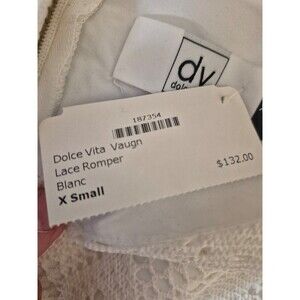 dv
187354
Dolce Vita Vaugn
Lace Romper
Blanc
X Small
$132.00